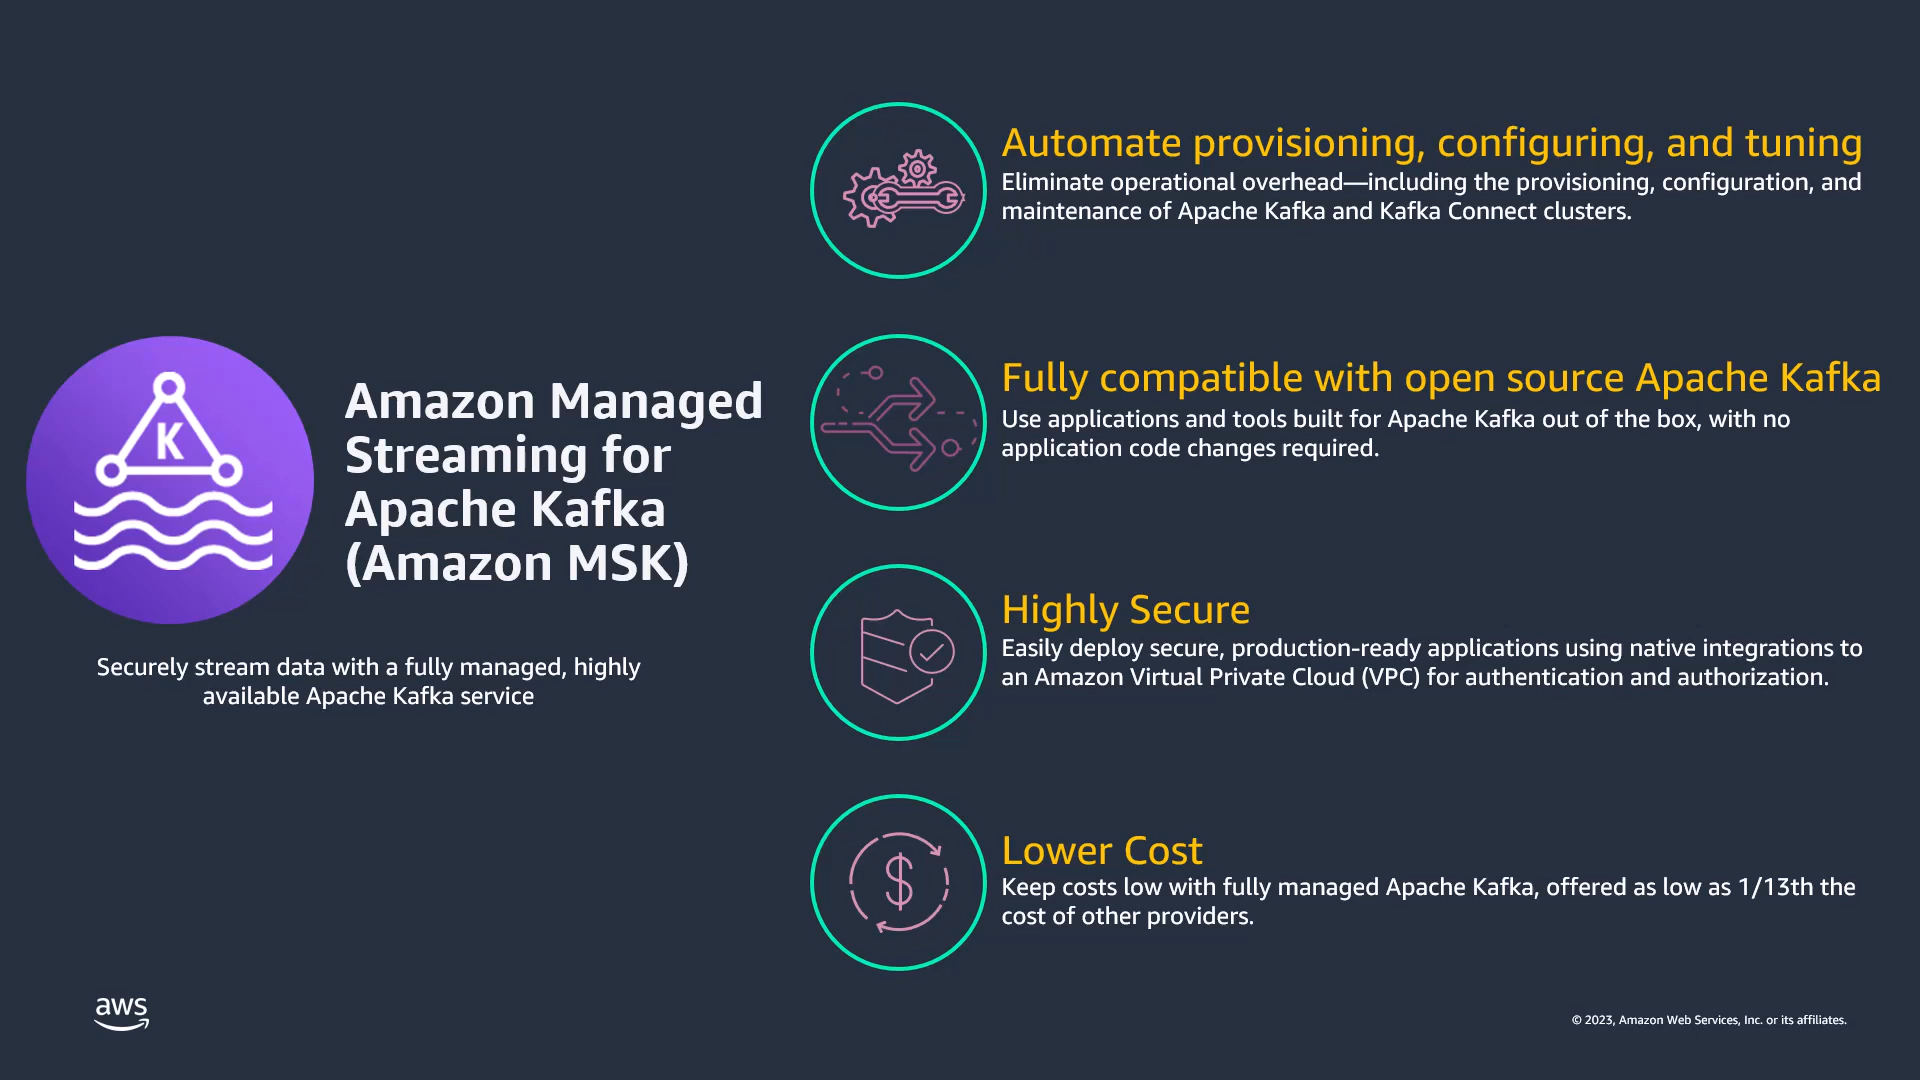 K
Amazon Managed
Streaming for
Apache Kafka
(Amazon MSK)
Securely stream data with a fully managed, highly
available Apache Kafka service
Automate provisioning, configuring, and tuning
Eliminate operational overhead—including the provisioning, configuration, and
maintenance of Apache Kafka and Kafka Connect clusters.
Fully compatible with open source Apache Kafka
Use applications and tools built for Apache Kafka out of the box, with no
application code changes required.
Highly Secure
Easily deploy secure, production-ready applications using native integrations to
an Amazon Virtual Private Cloud (VPC) for authentication and authorization.
$
Lower Cost
Keep costs low with fully managed Apache Kafka, offered as low as 1/13th the
cost of other providers.
aws
© 2023, Amazon Web Services, Inc. or its affiliates.